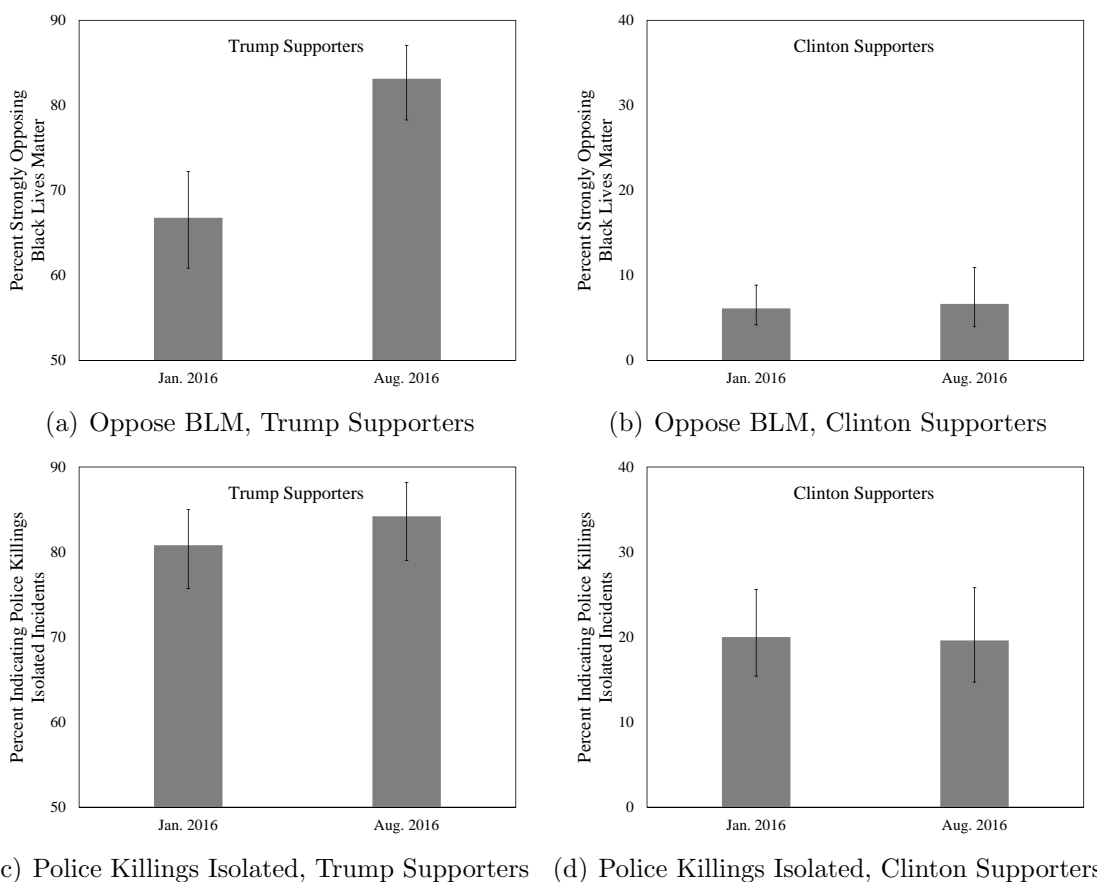 90
80
70
60
50
Percent Strongly Opposing
Black Lives Matter
Trump Supporters
Jan. 2016
Aug. 2016
(a) Oppose BLM, Trump Supporters
40
30
20
10
0
Percent Strongly Opposing
Black Lives Matter
Clinton Supporters
Jan. 2016
Aug. 2016
(b) Oppose BLM, Clinton Supporters
90
80
70
60
50
Percent Indicating Police Killings
Isolated Incidents
Trump Supporters
Jan. 2016
Aug. 2016
c) Police Killings Isolated, Trump Supporters
40
30
20
10
0
Percent Indicating Police Killings
Isolated Incidents
Clinton Supporters
Jan. 2016
Aug. 2016
(d) Police Killings Isolated, Clinton Supporters